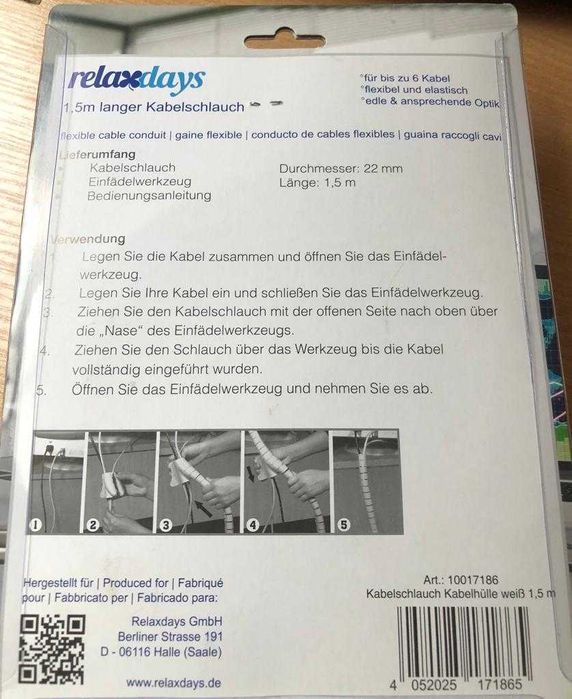 relaxdays
1,5m langer Kabelschlauch
°für bis zu 6 Kabel
°flexibel und elastisch
°edle & ansprechende Optik
flexible cable conduit | gaine flexible | conducto de cables flexibles | guaina raccogli cavi
Lieferumfang
Kabelschlauch
Einfädelwerkzeug
Bedienungsanleitung
Durchmesser: 22 mm
Länge: 1,5 m
Verwendung
1. Legen Sie die Kabel zusammen und öffnen Sie das Einfädel-
werkzeug.
2. Legen Sie Ihre Kabel ein und schließen Sie das Einfädelwerkzeug.
3. Ziehen Sie den Kabelschlauch mit der offenen Seite nach oben über
die „Nase" des Einfädelwerkzeugs.
4. Ziehen Sie den Schlauch über das Werkzeug bis die Kabel
vollständig eingeführt wurden.
5. Öffnen Sie das Einfädelwerkzeug und nehmen Sie es ab.
1 2 3 4 5
Hergestellt für | Produced for | Fabriqué
pour | Fabbricato per | Fabricado para:
Relaxdays GmbH
Berliner Strasse 191
D - 06116 Halle (Saale)
www.relaxdays.de
Art.: 10017186
Kabelschlauch Kabelhülle weiß 1,5 m
4 052025 171865